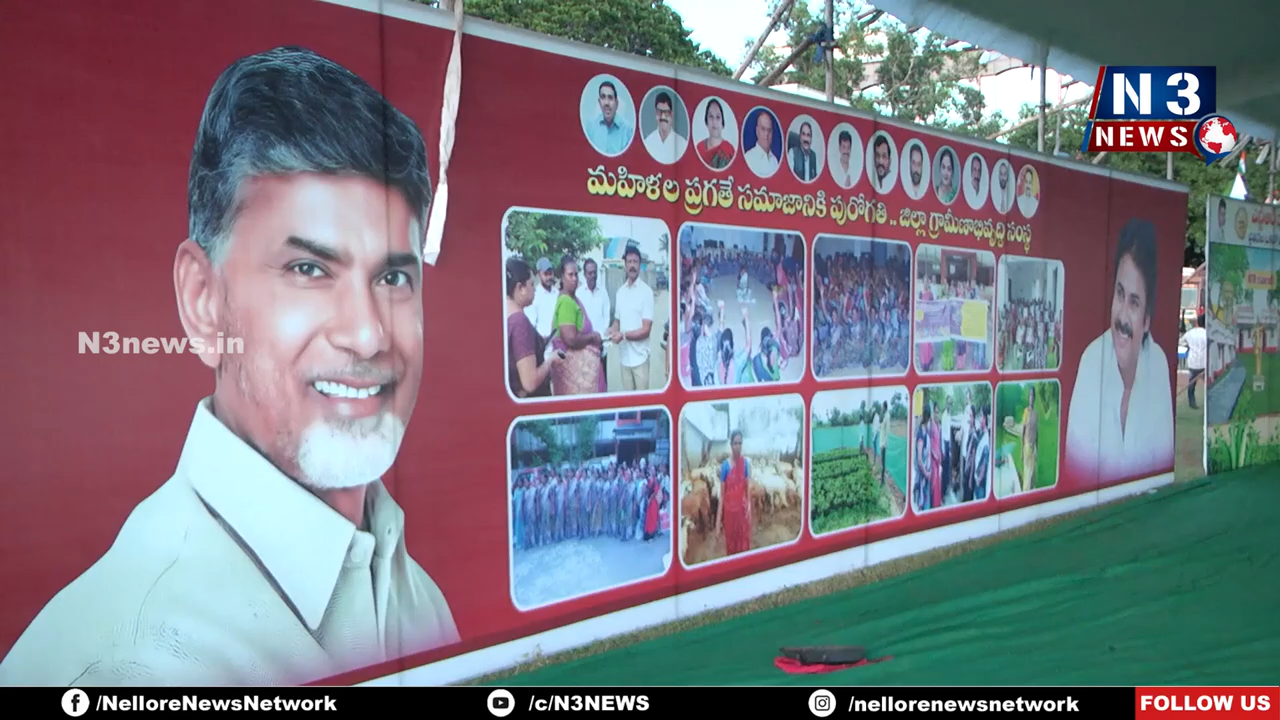 N3
NEWS
మహిళల ప్రగతే సమాజానికి పురోగతి .. జిల్లా గ్రామీణాభివృద్ధి సంస్థ
N3news.in
/NelloreNewsNetwork
/c/N3NEWS
/nellorenewsnetwork
FOLLOW US